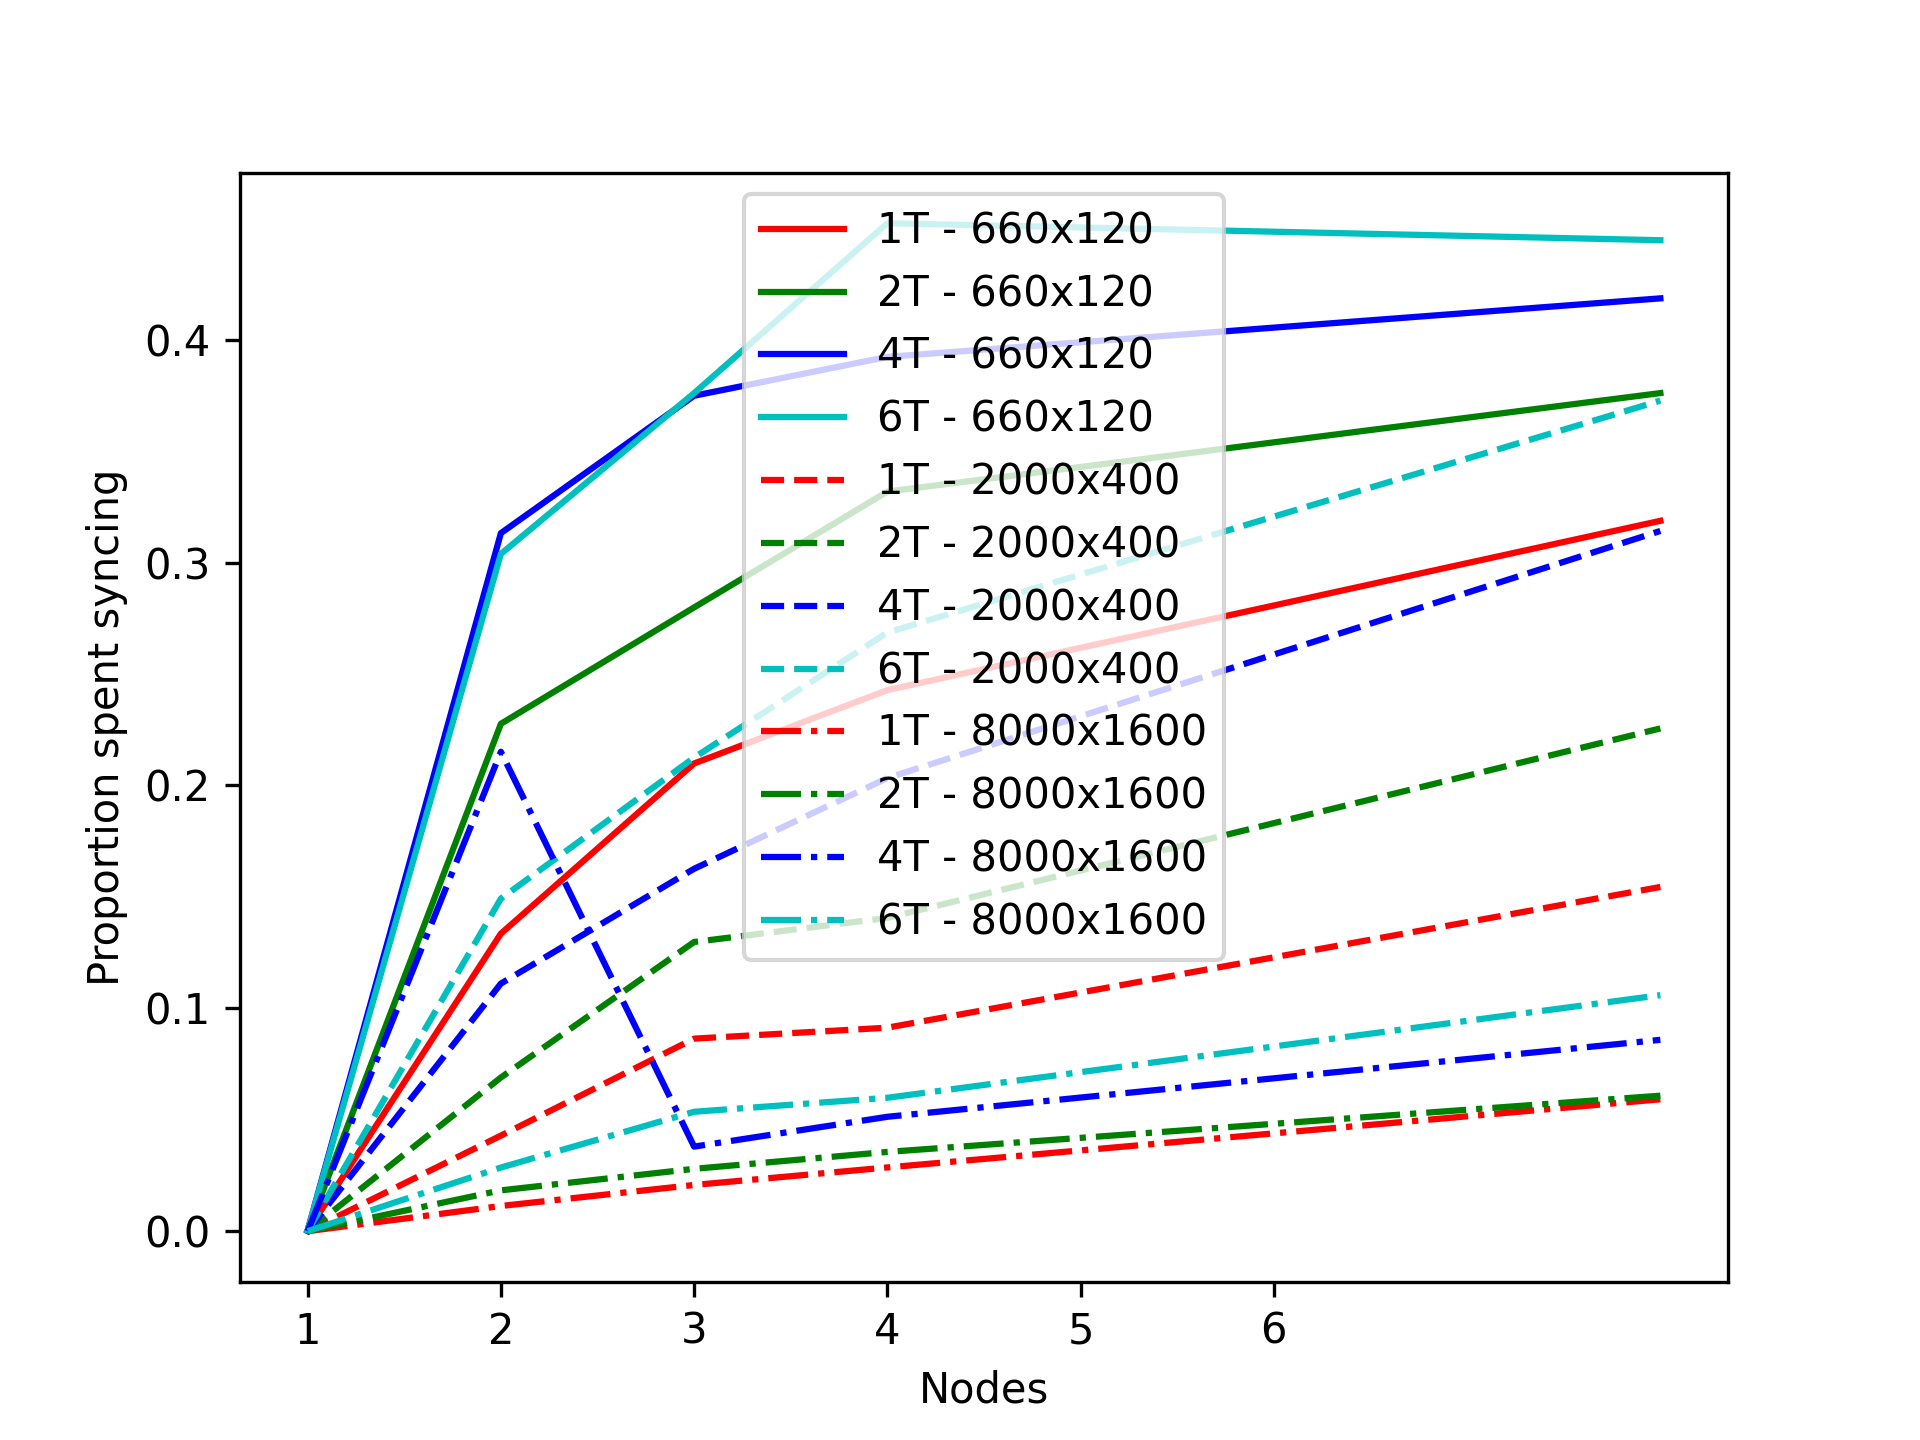 1T - 660x120
2T - 660x120
4T - 660x120
6T - 660x120
1T - 2000x400
2T - 2000x400
4T - 2000x400
6T - 2000x400
1T - 8000x1600
2T - 8000x1600
4T - 8000x1600
6T - 8000x1600
Proportion spent syncing
0.4
0.3
0.2
0.1
0.0
1 2 3 4 5 6
Nodes